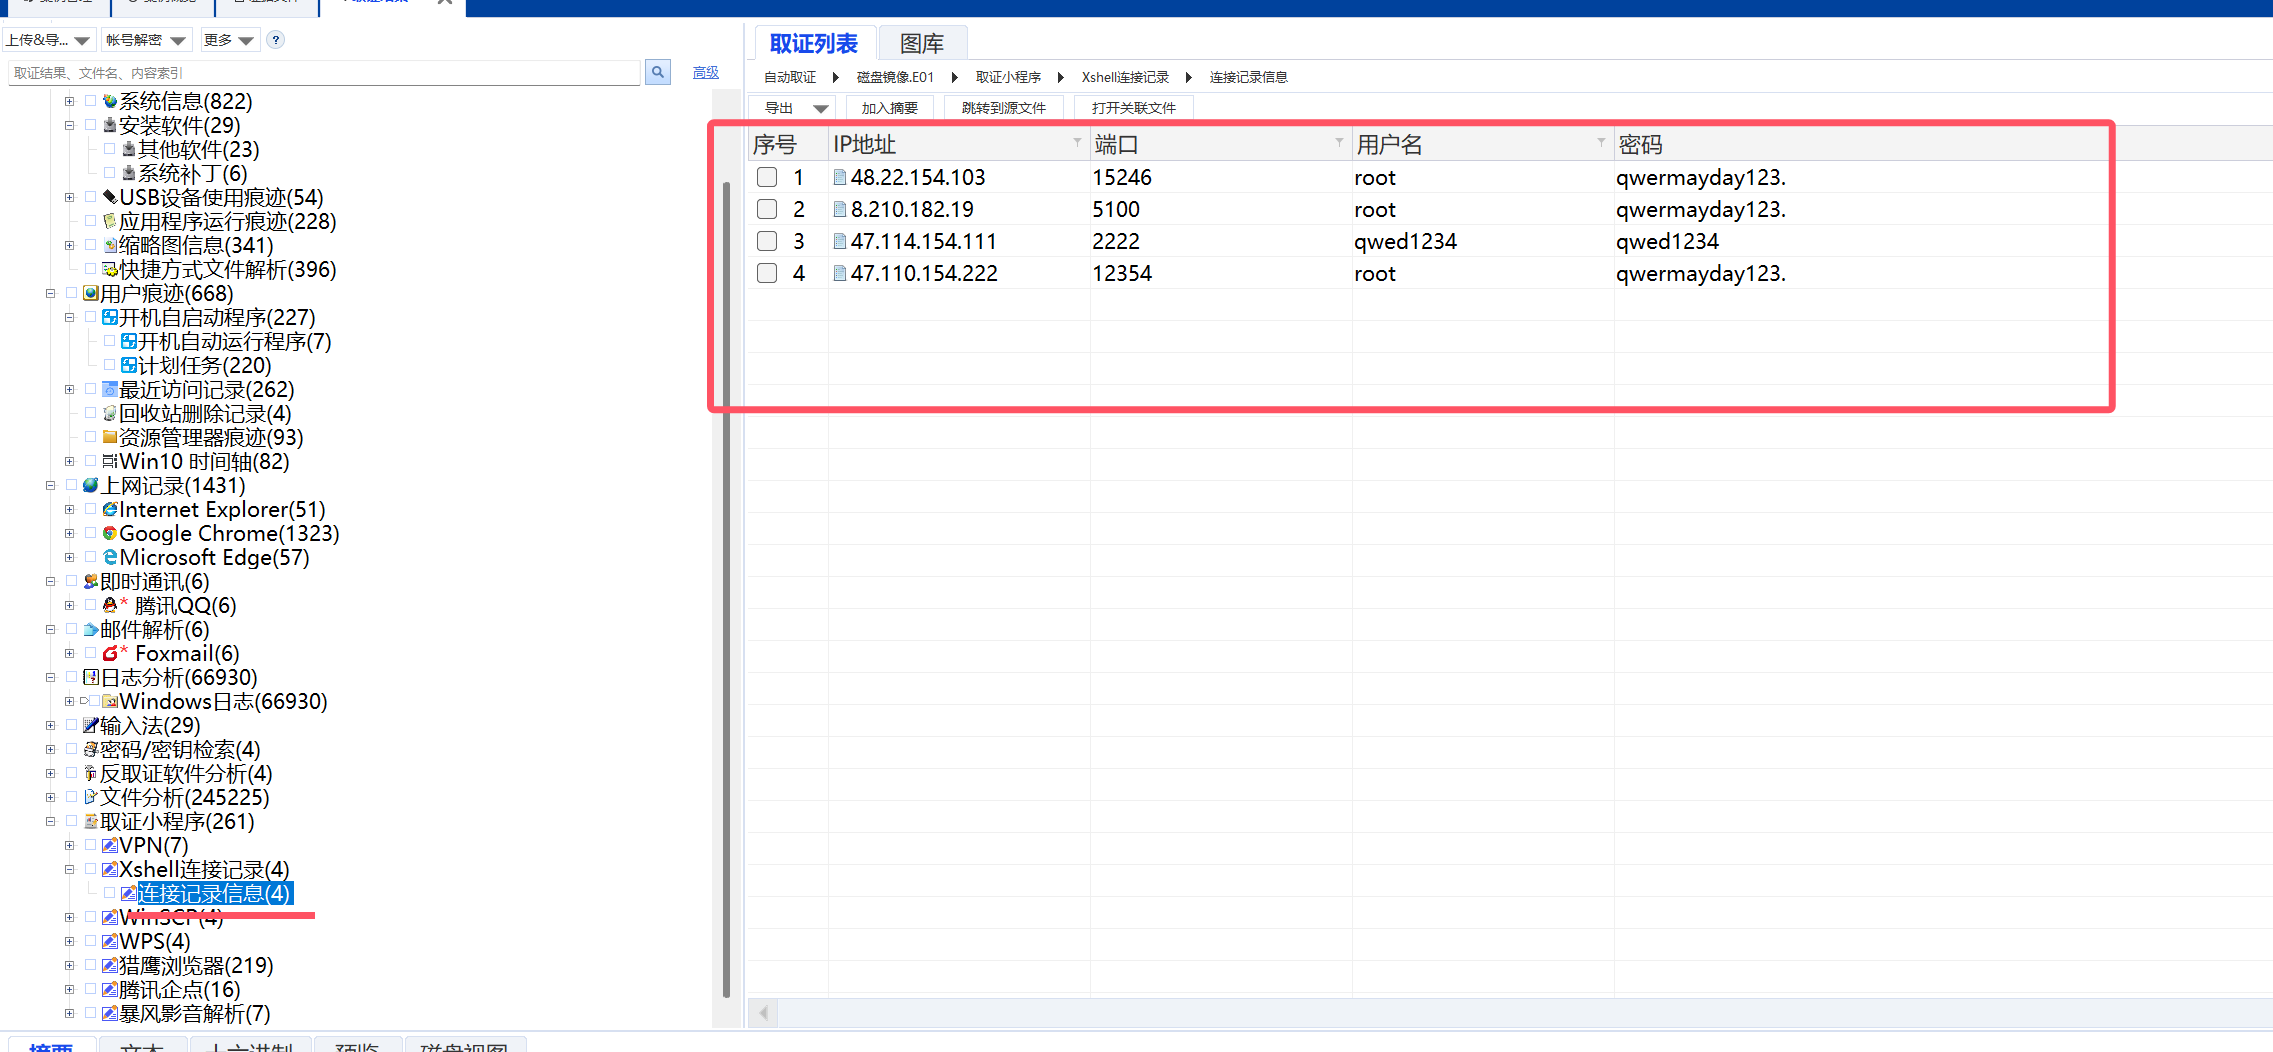 上传&导... 帐号解密 更多 ?
取证结果、文件名、内容索引 高级
系统信息(822)
安装软件(29)
其他软件(23)
系统补丁(6)
USB设备使用痕迹(54)
应用程序运行痕迹(228)
缩略图信息(341)
快捷方式文件解析(396)
用户痕迹(668)
开机自启动程序(227)
开机自动运行程序(7)
计划任务(220)
最近访问记录(262)
回收站删除记录(4)
资源管理器痕迹(93)
Win10 时间轴(82)
上网记录(1431)
Internet Explorer(51)
Google Chrome(1323)
Microsoft Edge(57)
即时通讯(6)
* 腾讯QQ(6)
邮件解析(6)
* Foxmail(6)
日志分析(66930)
Windows日志(66930)
输入法(29)
密码/密钥检索(4)
反取证软件分析(4)
文件分析(245225)
取证小程序(261)
VPN(7)
Xshell连接记录(4)
连接记录信息(4)
WinSCP(4)
WPS(4)
猎鹰浏览器(219)
腾讯企点(16)
暴风影音解析(7)
摘要 文本 十六进制 预览 磁盘视图
取证列表 图库
自动取证 磁盘镜像.E01 取证小程序 Xshell连接记录 连接记录信息
导出 加入摘要 跳转到源文件 打开关联文件
序号 IP地址 端口 用户名 密码
1 48.22.154.103 15246 root qwermayday123.
2 8.210.182.19 5100 root qwermayday123.
3 47.114.154.111 2222 qwed1234 qwed1234
4 47.110.154.222 12354 root qwermayday123.